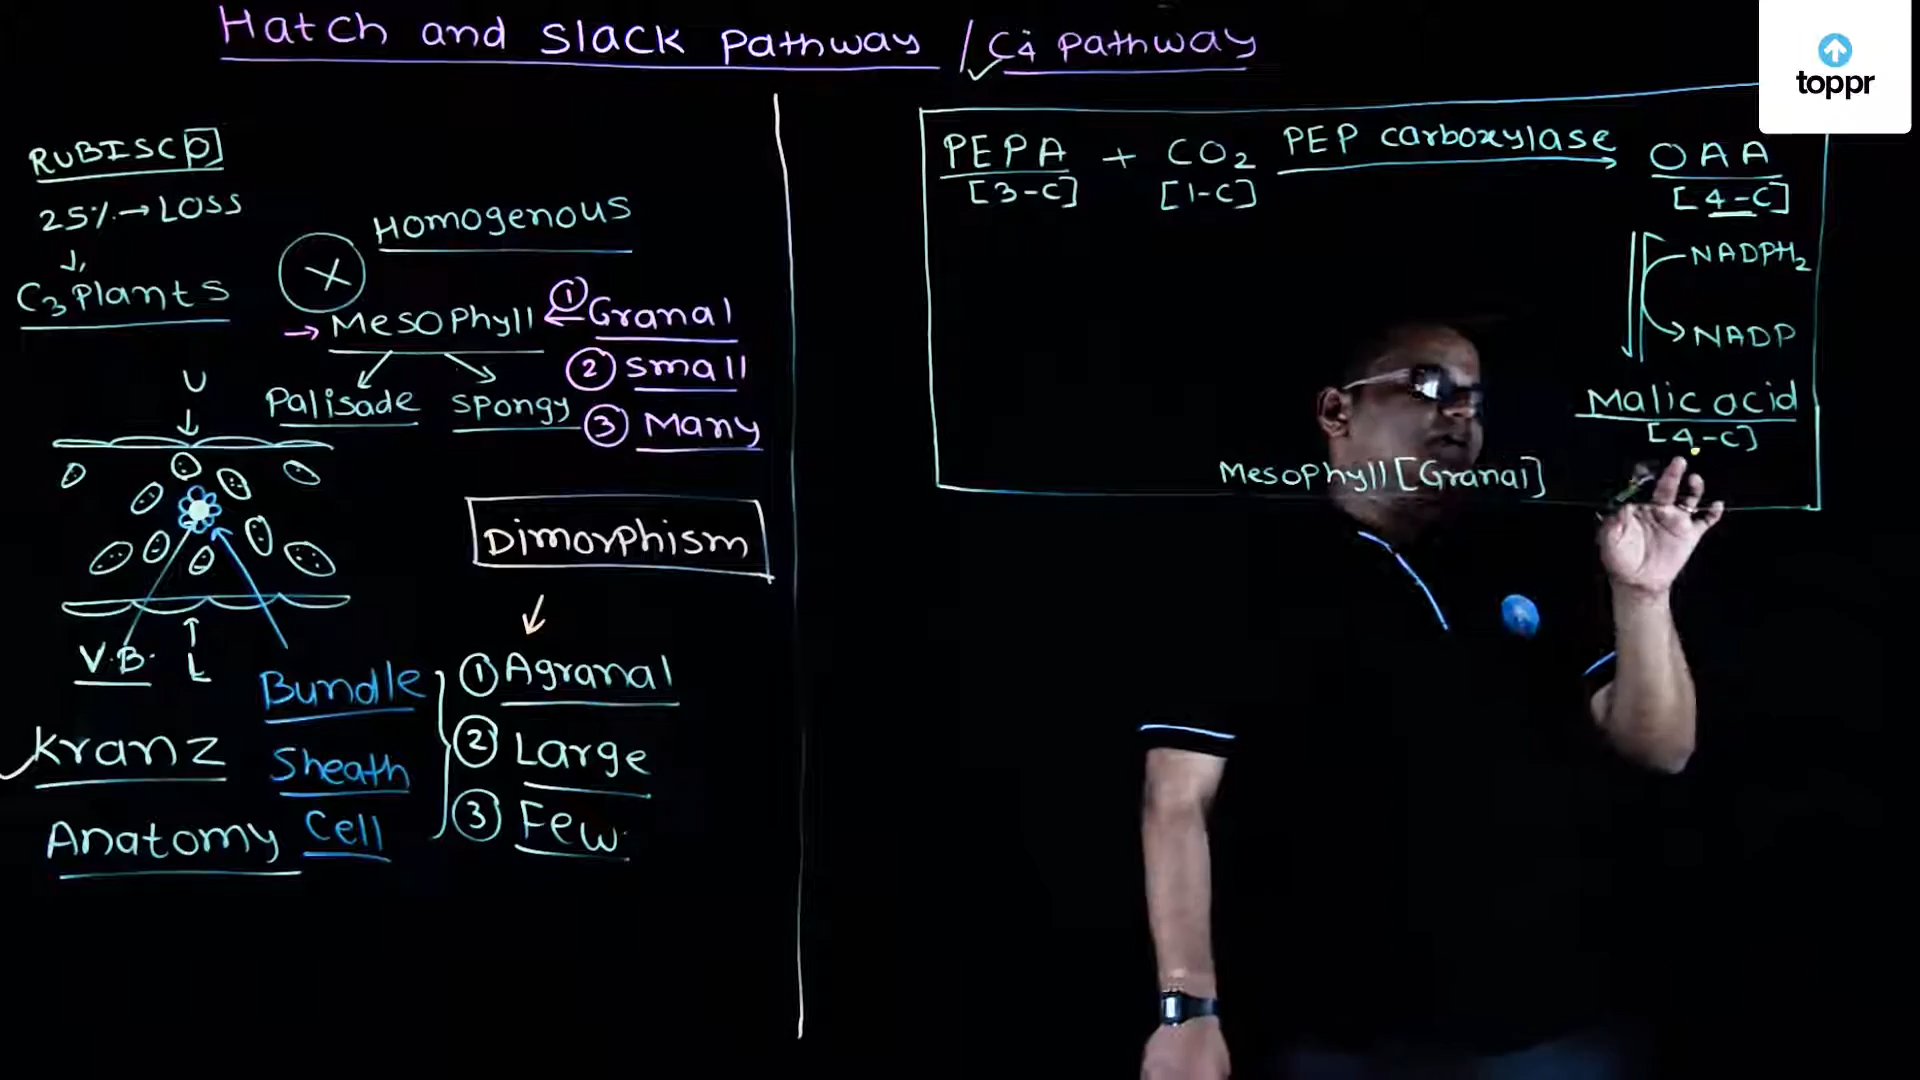 Hatch and Slack Pathway / C4 Pathway
toppr
RUBISCO
25% → Loss
C3 Plants
Homogenous
X
→ Mesophyll
Palisade
Spongy
① Granal
② Small
③ Many
U
L
V.B.
Dimorphism
Bundle
Sheath
Cell
① Agranal
② Large
③ Few
Kranz
Anatomy
PEPA + CO2 PEP carboxylase OAA
[3-C] [1-C] [4-C]
NADPH2
NADP
Malic acid
[4-C]
Mesophyll [Granal]